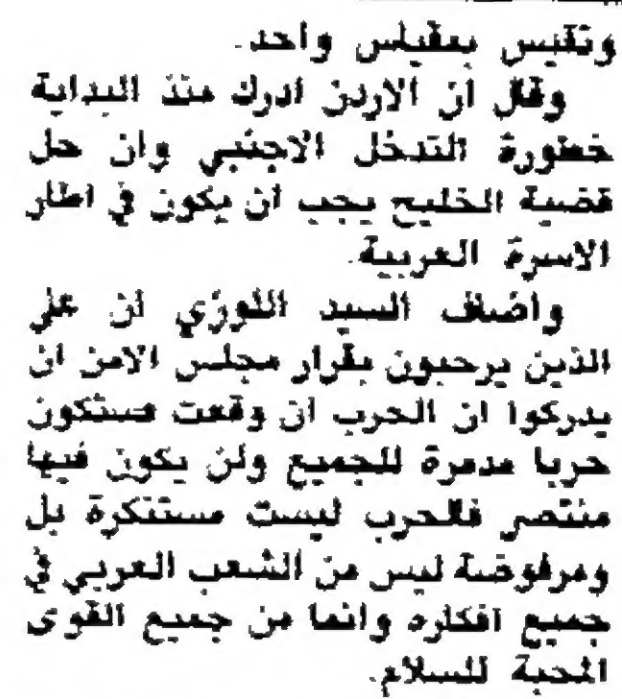 وتقيس بمقياس واحد.
وقال ان الاردن ادرك منذ البداية
خطورة التدخل الاجنبي وان حل
قضية الخليج يجب ان يكون في اطار
الاسرة العربية.
واضاف السيد اللوزي ان على
الذين يرحبون بقرار مجلس الامن ان
يدركوا ان الحرب ان وقعت فستكون
حربا مدمرة للجميع ولن يكون فيها
منتصر فالحرب ليست مستنكرة بل
ومرفوضة ليس من الشعب العربي في
جميع افكاره وانما من جميع القوى
المحبة للسلام.